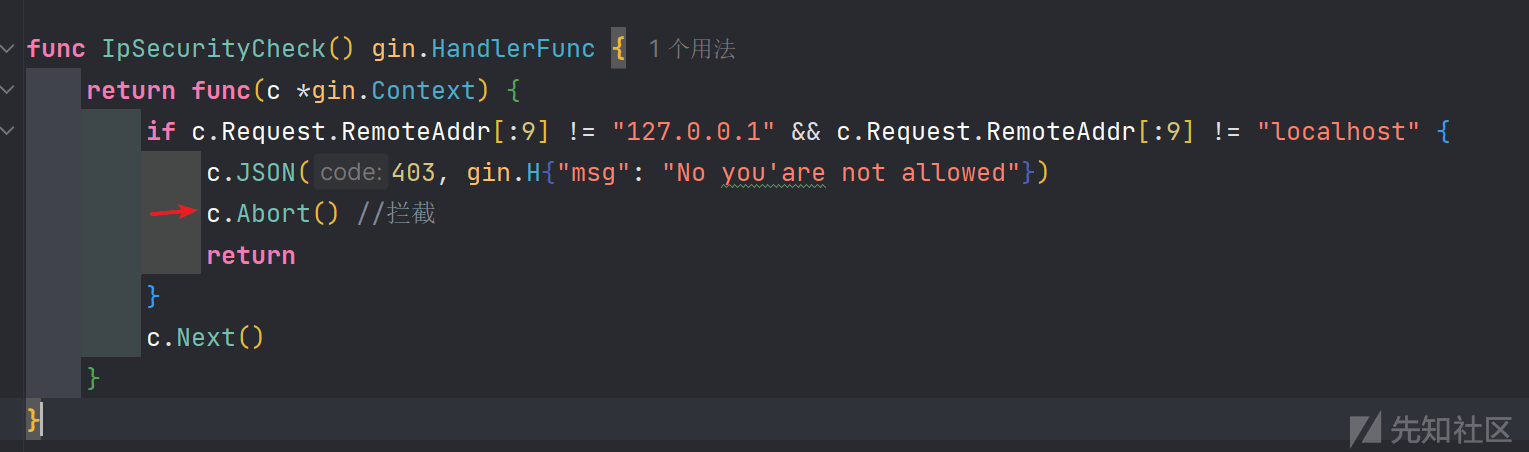 func IpSecurityCheck() gin.HandlerFunc { 1 个用法
return func(c *gin.Context) {
if c.Request.RemoteAddr[:9] != "127.0.0.1" && c.Request.RemoteAddr[:9] != "localhost" {
c.JSON( code: 403, gin.H{"msg": "No you'are not allowed"})
c.Abort() //拦截
return
}
c.Next()
}
}
先知社区